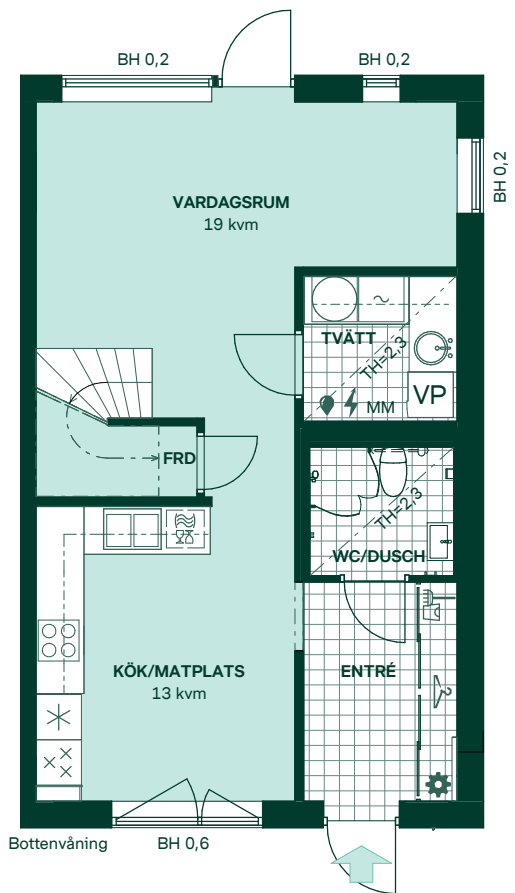 BH 0,2
BH 0,2
BH 0,2
VARDAGSRUM
19 kvm
TVÄTT
TH=2,3
VP
MM
FRD
TH=2,3
WC/DUSCH
KÖK/MATPLATS
13 kvm
ENTRÉ
Bottenvåning
BH 0,6